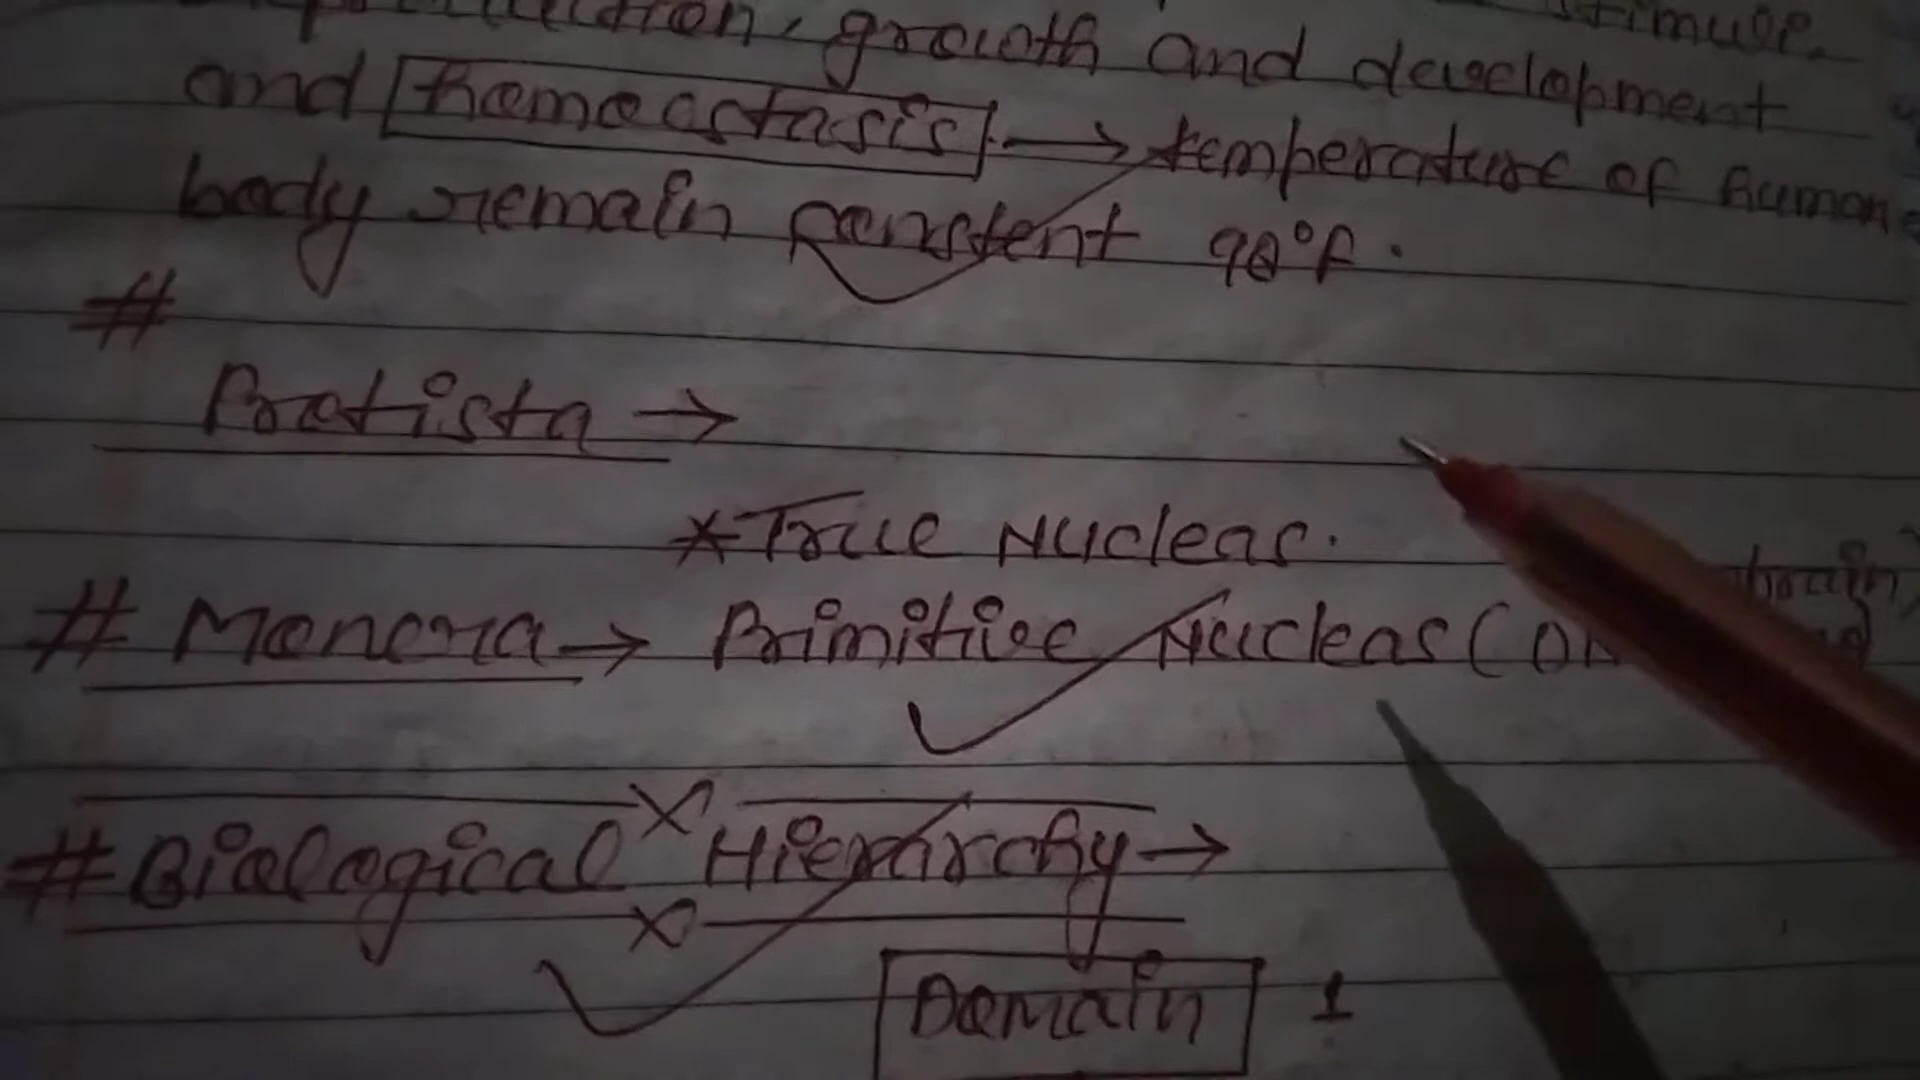 growth and development
and homeostasis. → temperature of human
body remain constent 98°F.
#
Protista →
* True Nucleas.
# Monera → Primitive Nucleas (
# Biological Hierarchy →
Domain 1